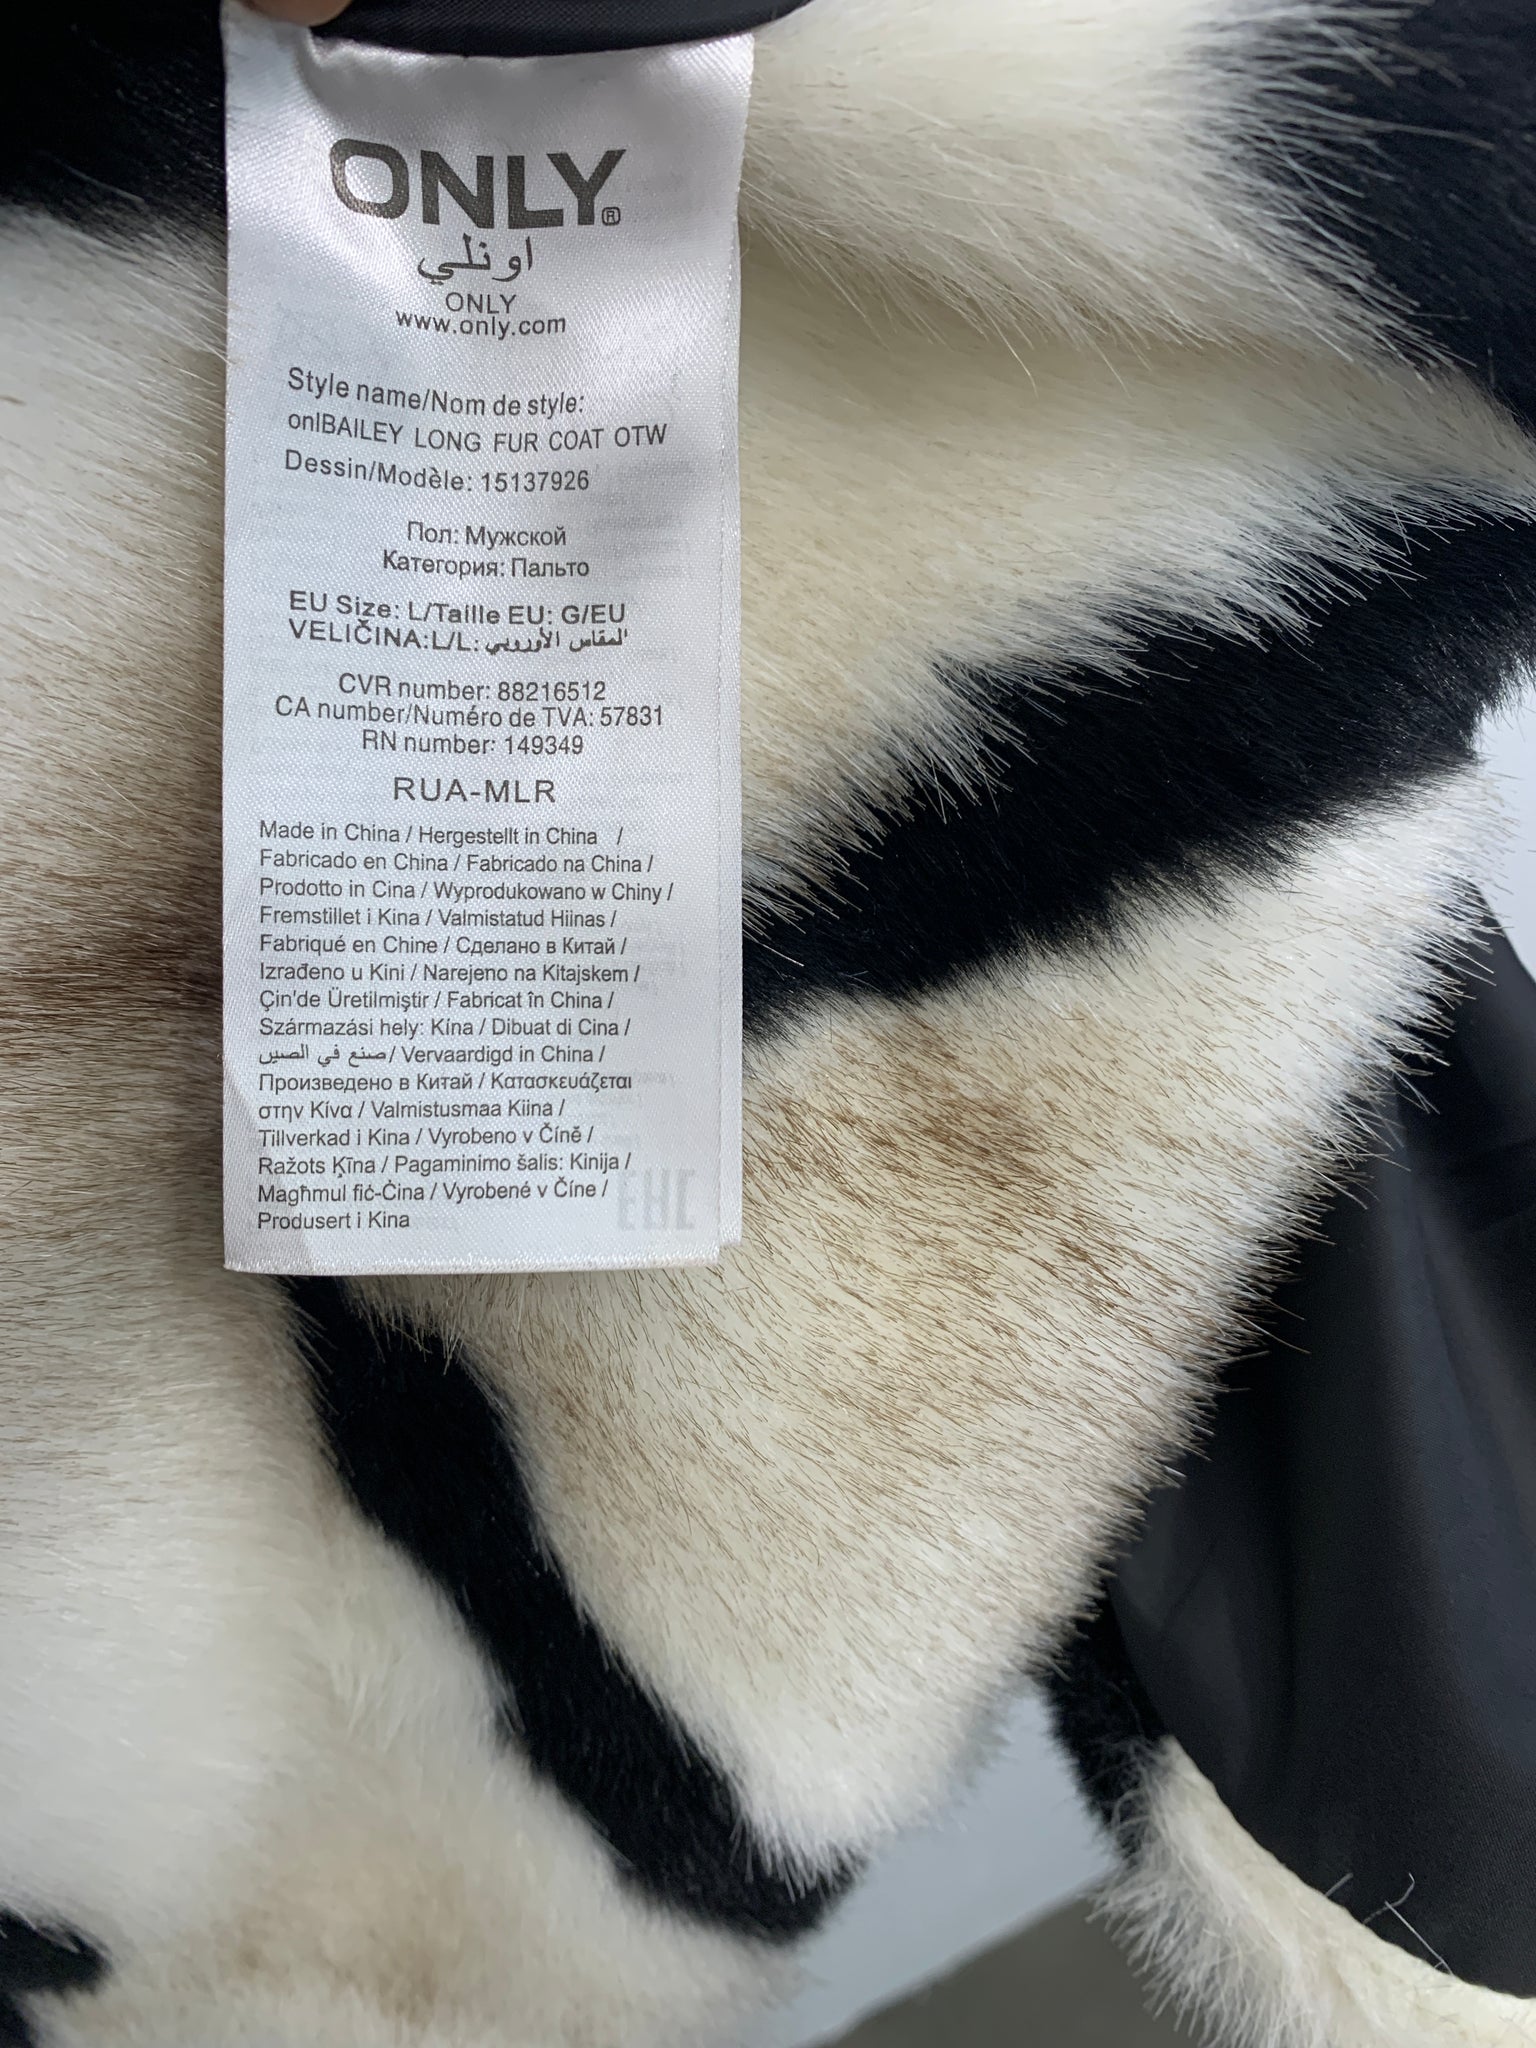 ONLY®
اونلي
ONLY
www.only.com
Style name/Nom de style:
onlBAILEY LONG FUR COAT OTW
Dessin/Modèle: 15137926
Пол: Мужской
Категория: Пальто
EU Size: L/Taille EU: G/EU
VELIČINA:L/L: المقاس الأوروبي
CVR number: 88216512
CA number/Numéro de TVA: 57831
RN number: 149349
RUA-MLR
Made in China / Hergestellt in China /
Fabricado en China / Fabricado na China /
Prodotto in Cina / Wyprodukowano w Chiny /
Fremstillet i Kina / Valmistatud Hiinas /
Fabriqué en Chine / Сделано в Китай /
Izrađeno u Kini / Narejeno na Kitajskem /
Çin'de Üretilmiştir / Fabricat în China /
Származási hely: Kína / Dibuat di Cina /
صنع في الصين / Vervaardigd in China /
Произведено в Китай / Κατασκευάζεται
στην Κίνα / Valmistusmaa Kiina /
Tillverkad i Kina / Vyrobeno v Čínĕ /
Ražots Ķīna / Pagaminimo šalis: Kinija /
Magħmul fiċ-Ċina / Vyrobené v Číne /
Produsert i Kina